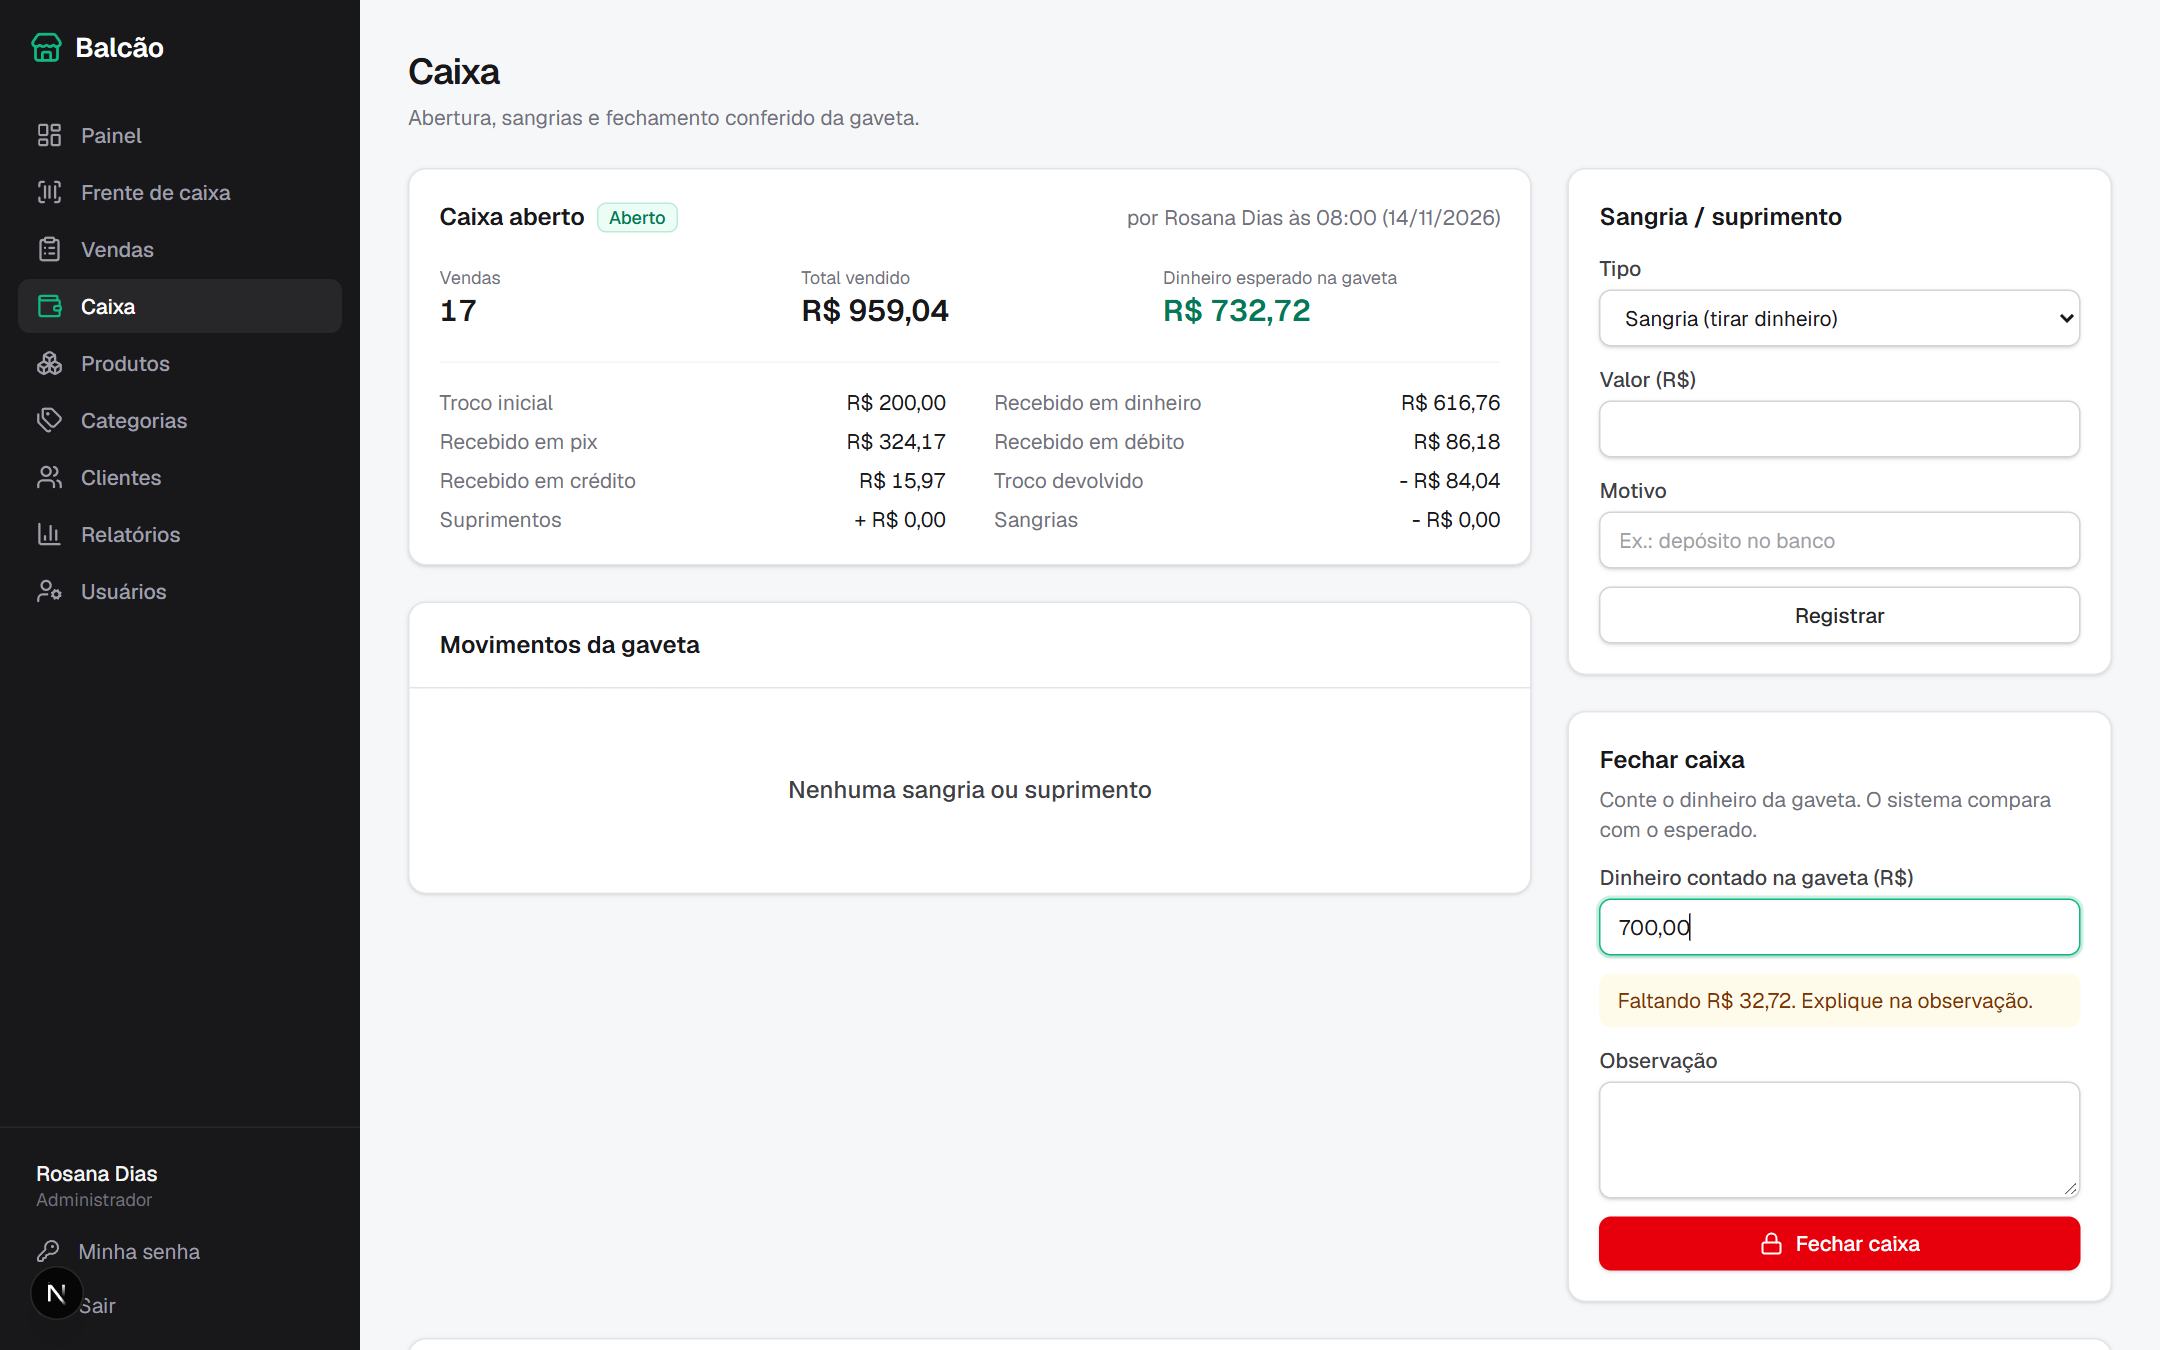 Balcão
Painel
Frente de caixa
Vendas
Caixa
Produtos
Categorias
Clientes
Relatórios
Usuários
Rosana Dias
Administrador
Minha senha
N
Sair
Caixa
Abertura, sangrias e fechamento conferido da gaveta.
Caixa aberto Aberto por Rosana Dias às 08:00 (14/11/2026)
Vendas Total vendido Dinheiro esperado na gaveta
17 R$ 959,04 R$ 732,72
Troco inicial R$ 200,00 Recebido em dinheiro R$ 616,76
Recebido em pix R$ 324,17 Recebido em débito R$ 86,18
Recebido em crédito R$ 15,97 Troco devolvido - R$ 84,04
Suprimentos + R$ 0,00 Sangrias - R$ 0,00
Movimentos da gaveta
Nenhuma sangria ou suprimento
Sangria / suprimento
Tipo
Sangria (tirar dinheiro)
Valor (R$)
Motivo
Ex.: depósito no banco
Registrar
Fechar caixa
Conte o dinheiro da gaveta. O sistema compara
com o esperado.
Dinheiro contado na gaveta (R$)
700,00
Faltando R$ 32,72. Explique na observação.
Observação
Fechar caixa